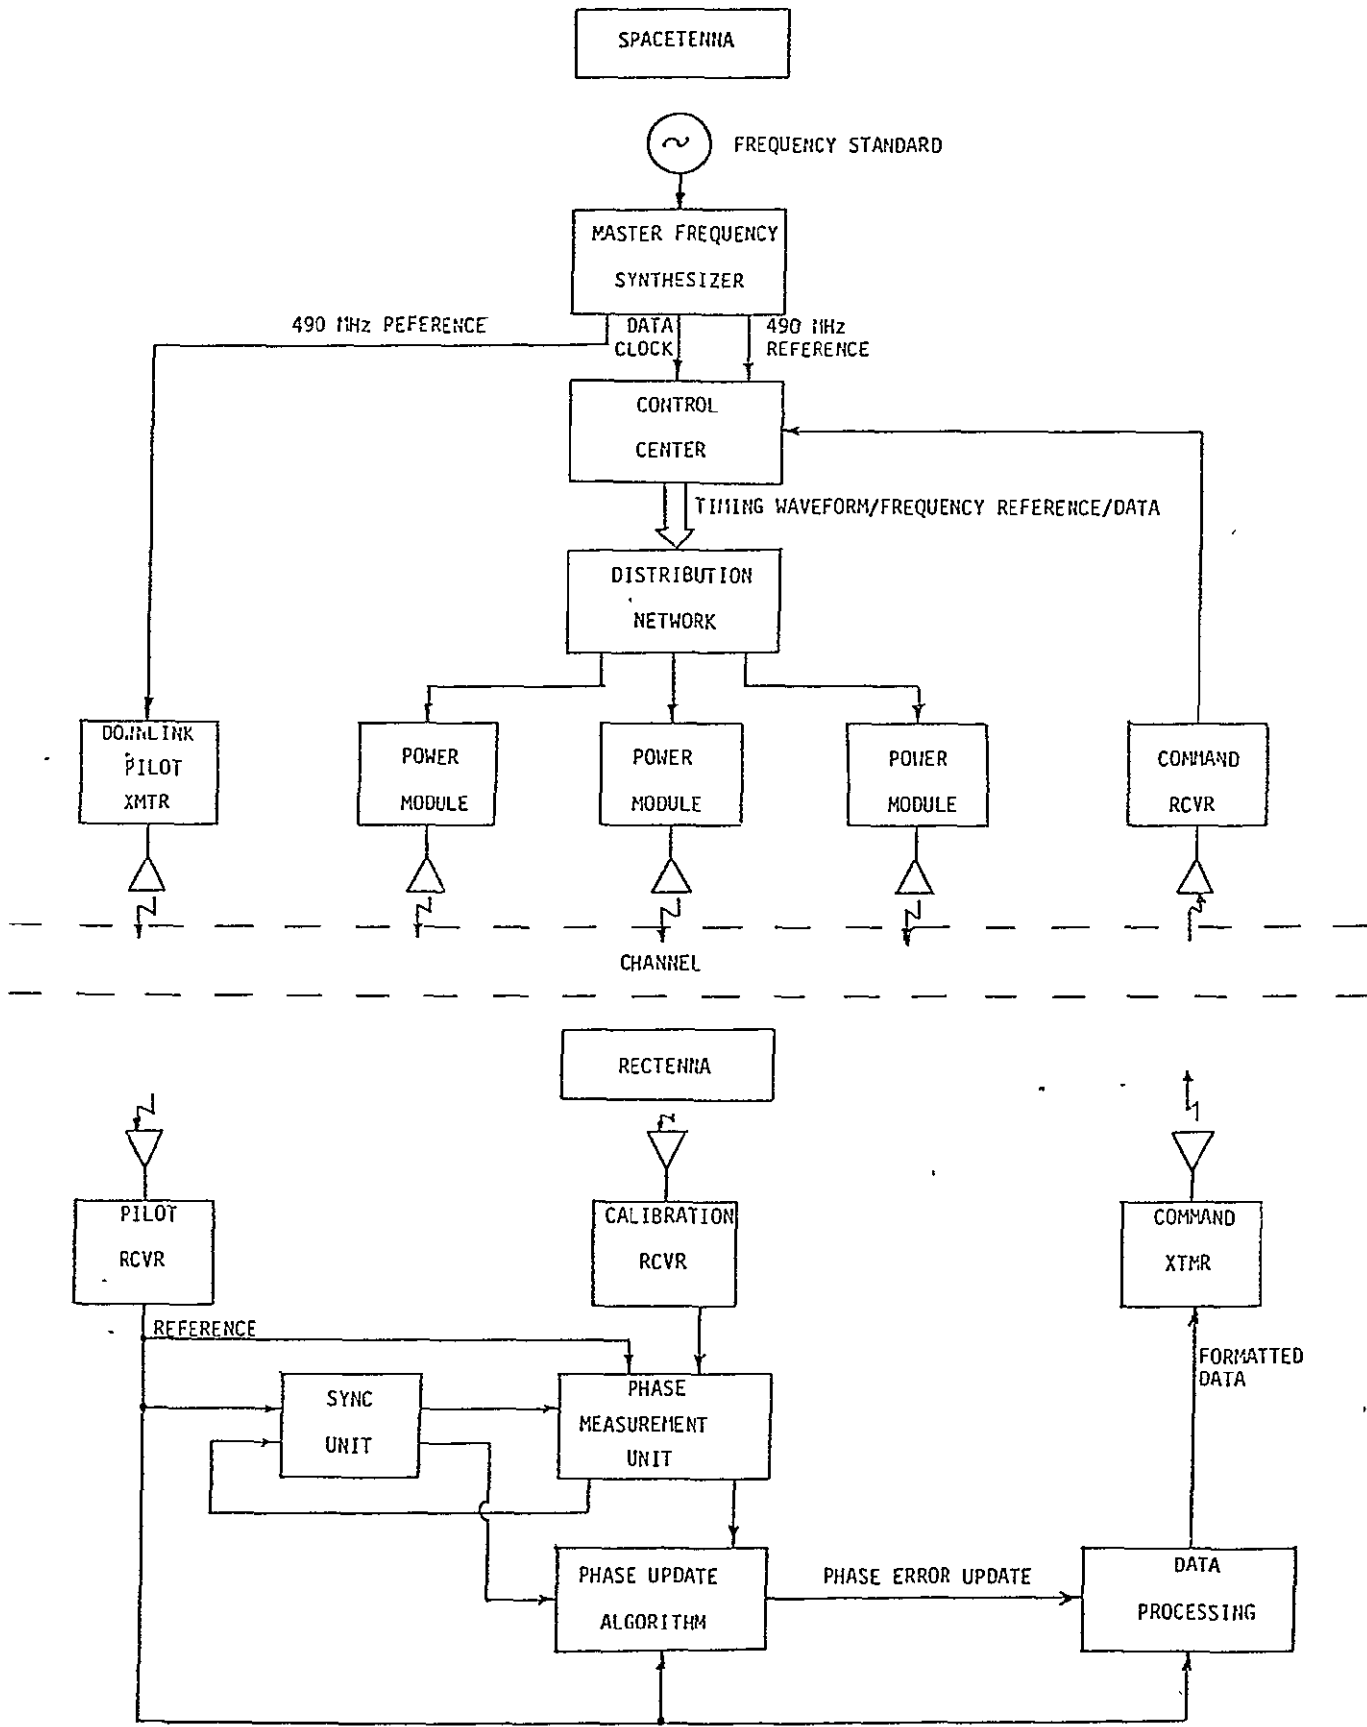 SPACETENNA
FREQUENCY STANDARD
MASTER FREQUENCY
SYNTHESIZER
490 MHz PEFERENCE
DATA
CLOCK
490 MHz
REFERENCE
CONTROL
CENTER
TIMING WAVEFORM/FREQUENCY REFERENCE/DATA
DISTRIBUTION
NETWORK
DOWNLINK
PILOT
XMTR
POWER
MODULE
POWER
MODULE
POWER
MODULE
COMMAND
RCVR
CHANNEL
RECTENNA
PILOT
RCVR
CALIBRATION
RCVR
COMMAND
XTMR
REFERENCE
FORMATTED
DATA
SYNC
UNIT
PHASE
MEASUREMENT
UNIT
PHASE UPDATE
ALGORITHM
PHASE ERROR UPDATE
DATA
PROCESSING